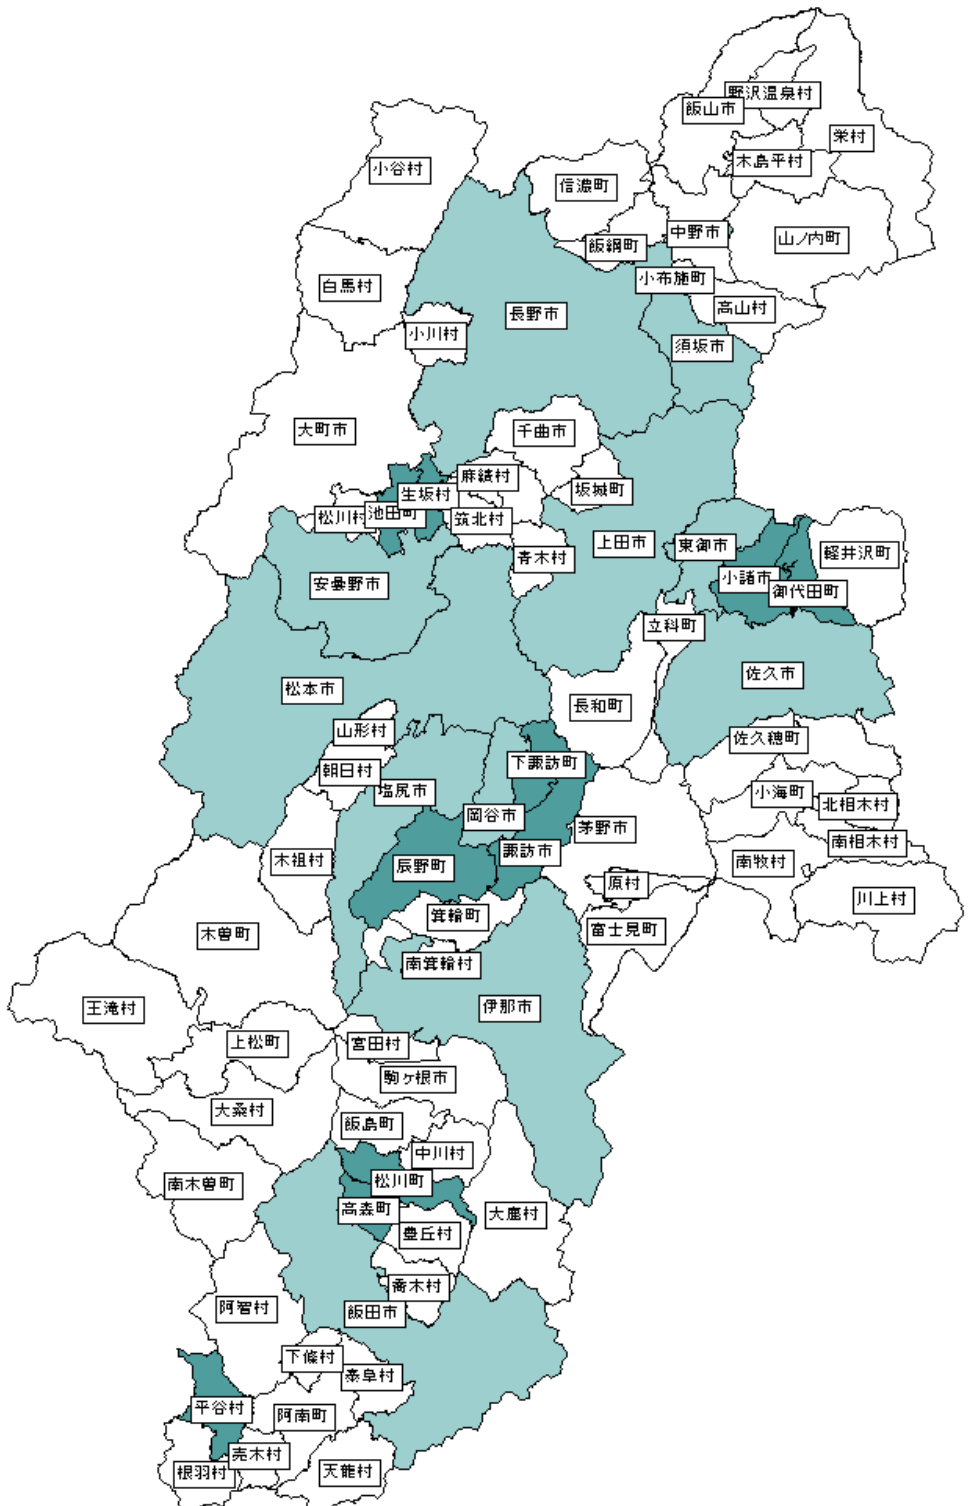 野沢温泉村
飯山市
栄村
木島平村
小谷村
信濃町
中野市
山ノ内町
飯綱町
小布施町
白馬村
高山村
長野市
小川村
須坂市
大町市
千曲市
麻績村
坂城町
生坂村
池田町
松川村
筑北村
上田市
東御市
青木村
軽井沢町
小諸市
安曇野市
御代田町
立科町
佐久市
松本市
長和町
山形村
佐久穂町
下諏訪町
朝日村
塩尻市
小海町
北相木村
岡谷市
茅野市
南相木村
諏訪市
木祖村
辰野町
南牧村
原村
川上村
箕輪町
富士見町
木曽町
南箕輪村
王滝村
伊那市
上松町
宮田村
駒ヶ根市
大桑村
飯島町
中川村
南木曽町
松川町
高森町
大鹿村
豊丘村
喬木村
阿智村
飯田市
下條村
泰阜村
平谷村
阿南町
売木村
根羽村
天龍村